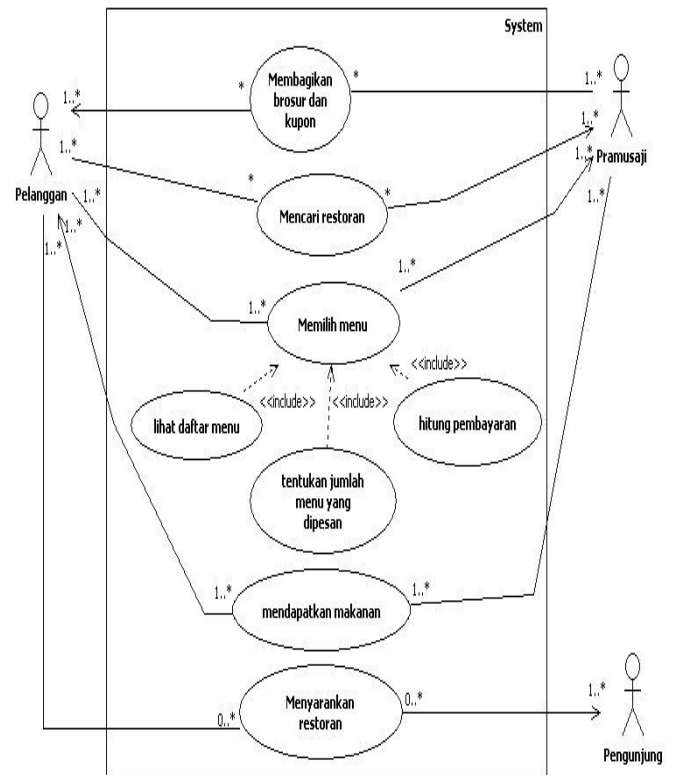 System
Membagikan
brosur dan
kupon
*
*
1..*
1..*
Pelanggan
Pramusaji
1..*
*
Mencari restoran
*
1..*
1..*
1..*
Memilih menu
1..*
1..*
<<include>>
<<include>>
<<include>>
lihat daftar menu
hitung pembayaran
tentukan jumlah
menu yang
dipesan
1..*
1..*
mendapatkan makanan
1..*
1..*
1..*
0..*
Menyarankan
restoran
0..*
1..*
Pengunjung